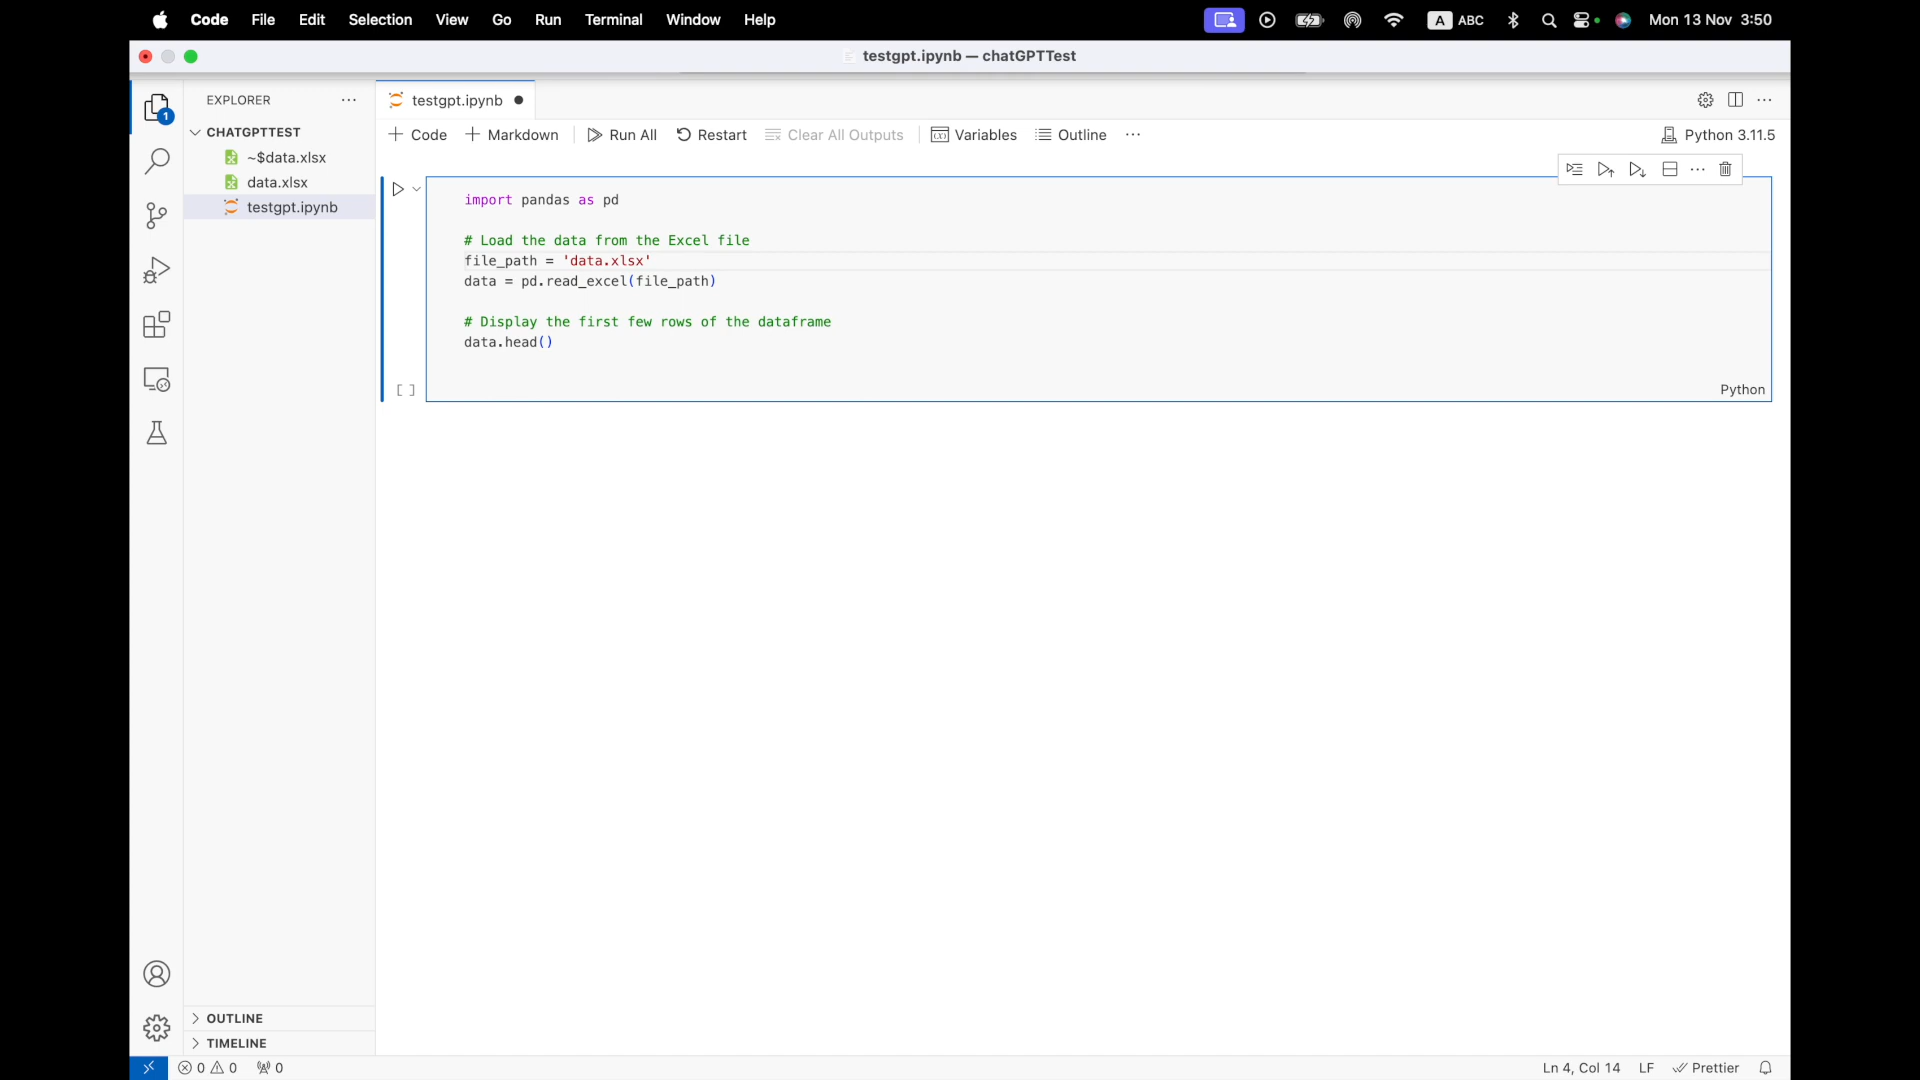 Code File Edit Selection View Go Run Terminal Window Help A ABC Mon 13 Nov 3:50
testgpt.ipynb — chatGPTTest
EXPLORER ··· testgpt.ipynb ● ···
1
CHATGPTTEST
~$data.xlsx
data.xlsx
testgpt.ipynb
+ Code + Markdown Run All Restart Clear All Outputs Variables Outline ··· Python 3.11.5
import pandas as pd
# Load the data from the Excel file
file_path = 'data.xlsx'
data = pd.read_excel(file_path)
# Display the first few rows of the dataframe
data.head()
[ ] Python
OUTLINE
TIMELINE
0 0 0 Ln 4, Col 14 LF Prettier